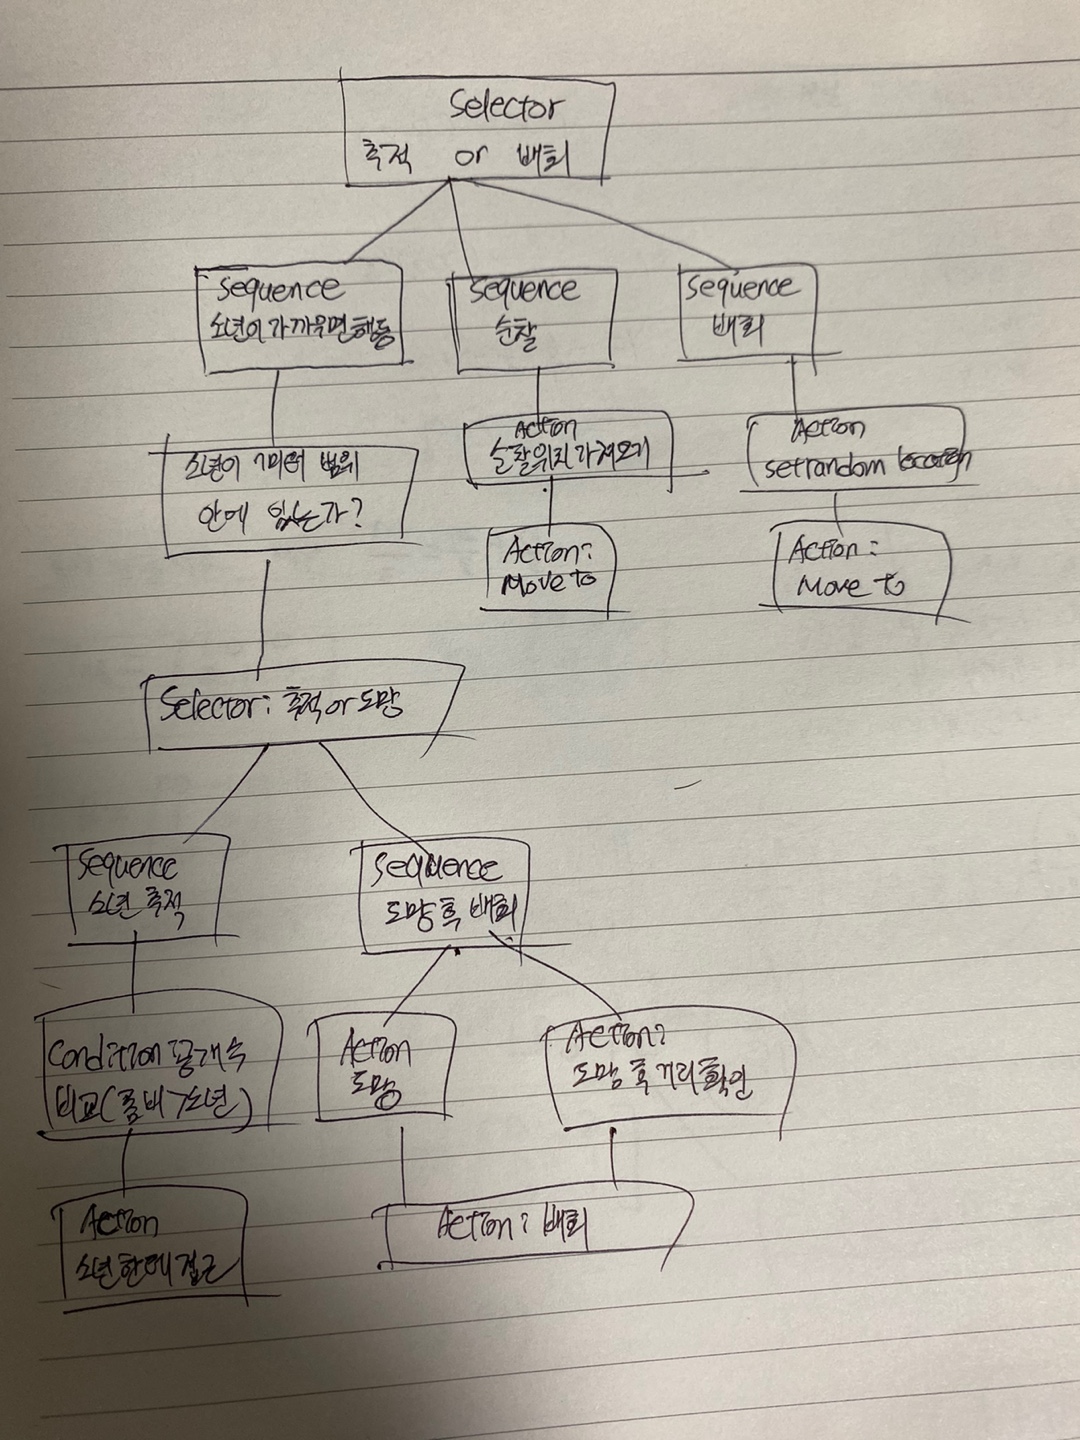 Selector
추적 or 배회
Sequence
소년이 가까우면 행동
Sequence
순찰
Sequence
배회
소년이 7미터 범위
안에 있는가?
Action
순찰위치 가져오기
Action
setrandom location
Action:
Move to
Action:
Move to
Selector: 추적 or 도망
Sequence
소년 추적
Sequence
도망 후 배회
Condition 공개수
비교(좀비>소년)
Action
도망
Action:
도망 후 거리 확인
Action
소년한테 접근
Action: 배회